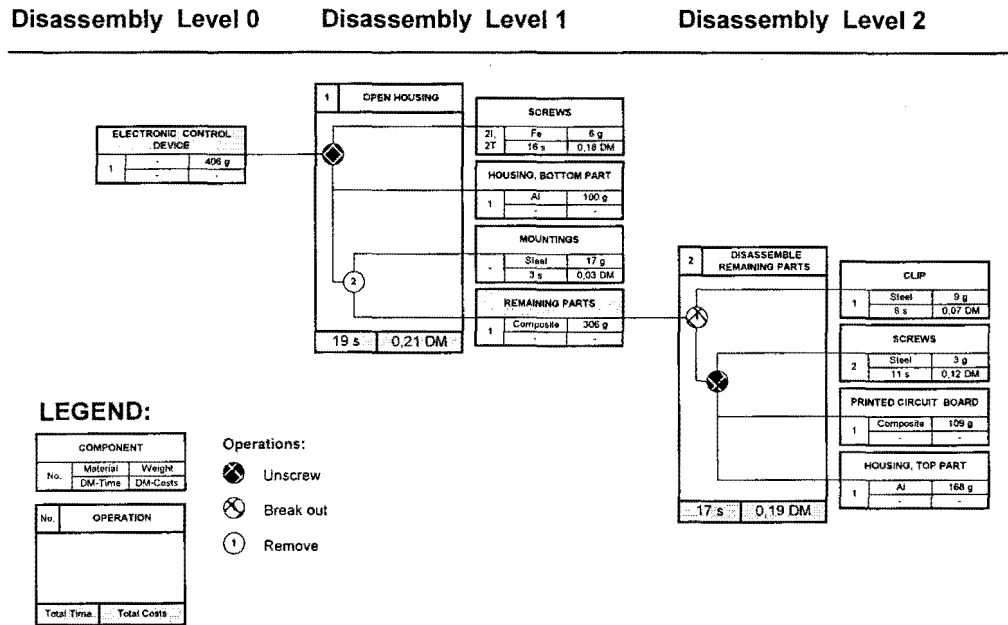 Disassembly Level 0 Disassembly Level 1 Disassembly Level 2
1 OPEN HOUSING
SCREWS
2I, Fe 6 g
2T 16 s 0,18 DM
ELECTRONIC CONTROL
DEVICE
1 - 406 g
- -
HOUSING, BOTTOM PART
1 Al 100 g
- -
MOUNTINGS
- Steel 17 g
3 s 0,03 DM
2
REMAINING PARTS
1 Composite 306 g
- -
19 s 0,21 DM
2 DISASSEMBLE
REMAINING PARTS
CLIP
1 Steel 9 g
6 s 0,07 DM
SCREWS
2 Steel 3 g
11 s 0,12 DM
PRINTED CIRCUIT BOARD
1 Composite 109 g
- -
HOUSING, TOP PART
1 Al 168 g
- -
17 s 0,19 DM
LEGEND:
COMPONENT
No. Material Weight
DM-Time DM-Costs
No. OPERATION
Total Time Total Costs
Operations:
Unscrew
Break out
1 Remove